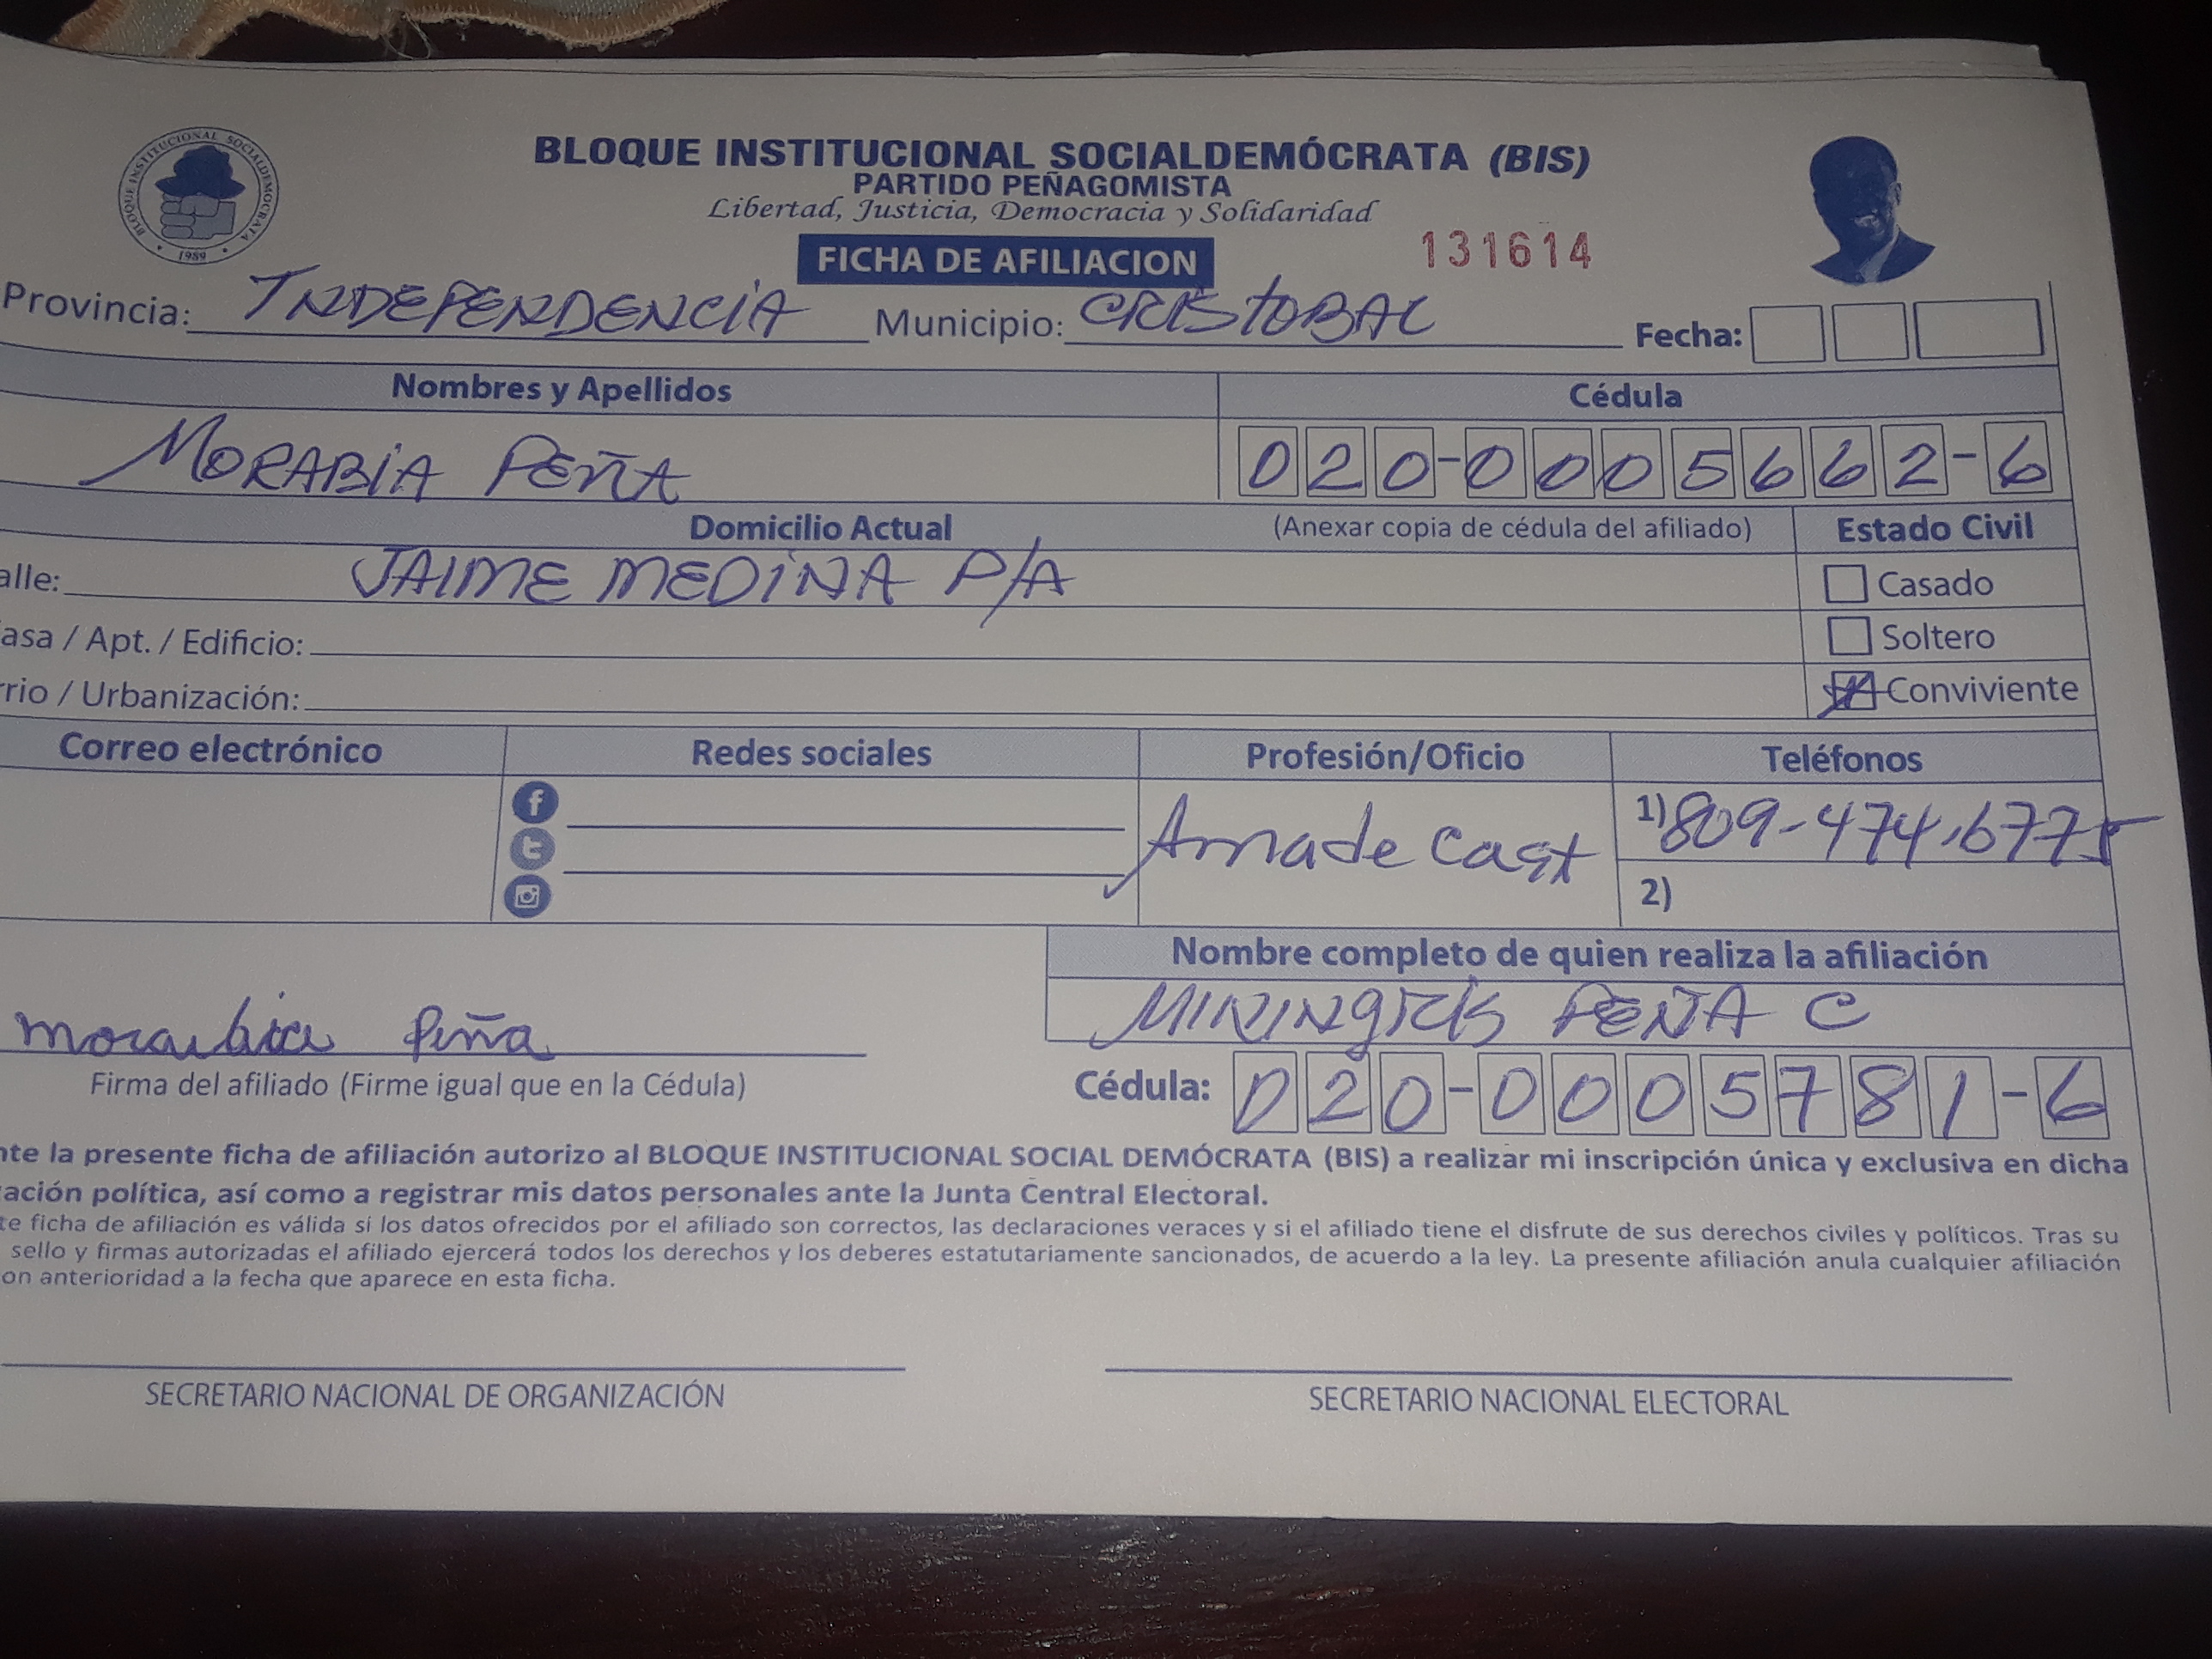 BLOQUE INSTITUCIONAL SOCIALDEMÓCRATA (BIS)
PARTIDO PEÑAGOMISTA
Libertad, Justicia, Democracia y Solidaridad
BLOQUE INSTITUCIONAL SOCIALDEMOCRATA
1989
FICHA DE AFILIACION
131614
Provincia: INDEPENDENCIA Municipio: CRISTOBAL Fecha:
Nombres y Apellidos Cédula
MORABIA PEÑA 020-0005662-6
Domicilio Actual (Anexar copia de cédula del afiliado) Estado Civil
alle: JAIME MEDINA P/A Casado
asa / Apt. / Edificio: Soltero
rrio / Urbanización: Conviviente
Correo electrónico Redes sociales Profesión/Oficio Teléfonos
Ama de Cast 1) 809-474-6775
2)
Nombre completo de quien realiza la afiliación
PEÑA C
Morabia Peña
Firma del afiliado (Firme igual que en la Cédula) Cédula: 020-0005781-6
nte la presente ficha de afiliación autorizo al BLOQUE INSTITUCIONAL SOCIAL DEMÓCRATA (BIS) a realizar mi inscripción única y exclusiva en dicha
ación política, así como a registrar mis datos personales ante la Junta Central Electoral.
te ficha de afiliación es válida si los datos ofrecidos por el afiliado son correctos, las declaraciones veraces y si el afiliado tiene el disfrute de sus derechos civiles y políticos. Tras su
sello y firmas autorizadas el afiliado ejercerá todos los derechos y los deberes estatutariamente sancionados, de acuerdo a la ley. La presente afiliación anula cualquier afiliación
on anterioridad a la fecha que aparece en esta ficha.
SECRETARIO NACIONAL DE ORGANIZACIÓN SECRETARIO NACIONAL ELECTORAL